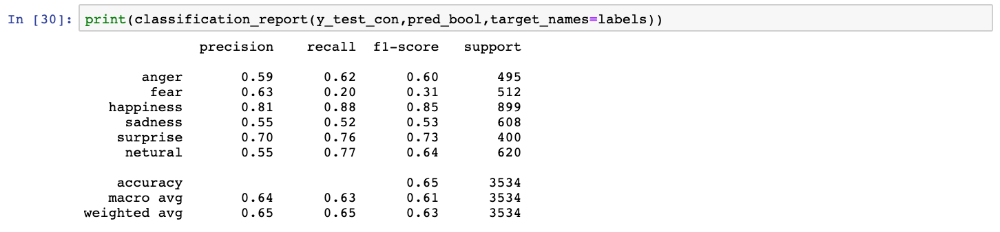 In [30]: print(classification_report(y_test_con,pred_bool,target_names=labels))
precision recall f1-score support
anger 0.59 0.62 0.60 495
fear 0.63 0.20 0.31 512
happiness 0.81 0.88 0.85 899
sadness 0.55 0.52 0.53 608
surprise 0.70 0.76 0.73 400
netural 0.55 0.77 0.64 620
accuracy 0.65 3534
macro avg 0.64 0.63 0.61 3534
weighted avg 0.65 0.65 0.63 3534